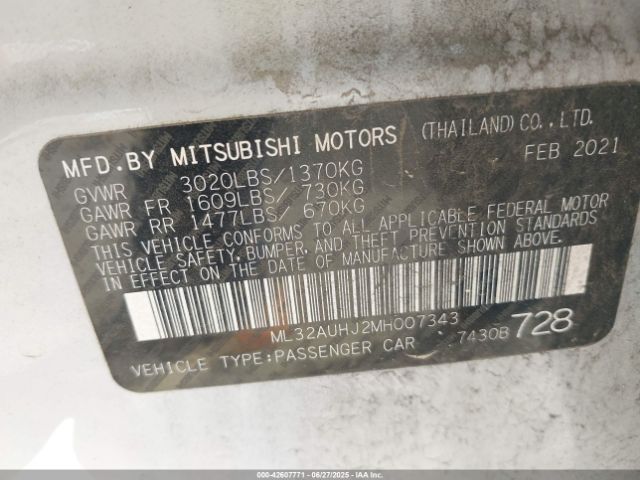 MFD.BY MITSUBISHI MOTORS (THAILAND) CO.,LTD.
FEB 2021
GVWR 3020LBS/1370KG
GAWR FR 1609LBS/ 730KG
GAWR RR 1477LBS/ 670KG
THIS VEHICLE CONFORMS TO ALL APPLICABLE FEDERAL MOTOR
VEHICLE SAFETY, BUMPER, AND THEFT PREVENTION STANDARDS
IN EFFECT ON THE DATE OF MANUFACTURE SHOWN ABOVE.
ML32AUHJ2MH007343
VEHICLE TYPE:PASSENGER CAR 7430B 728
000-42607771 - 06/27/2025 - COPYRIGHT IAA, LLC.